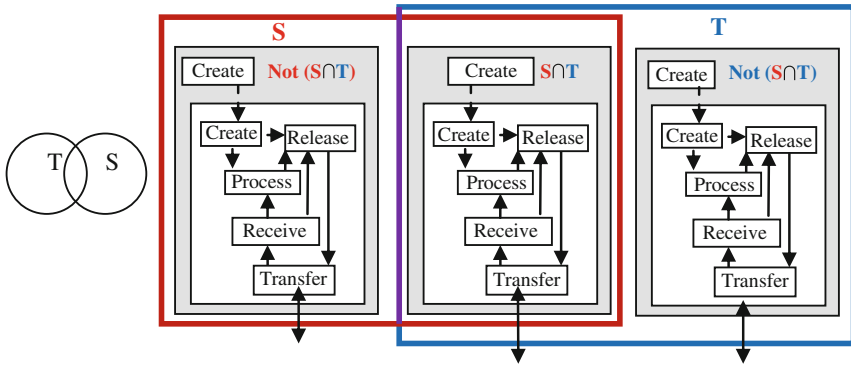 S
T
Create
Not (S∩T)
Create
S∩T
Create
Not (S∩T)
Create
Release
Process
Receive
Transfer
Create
Release
Process
Receive
Transfer
Create
Release
Process
Receive
Transfer
T
S